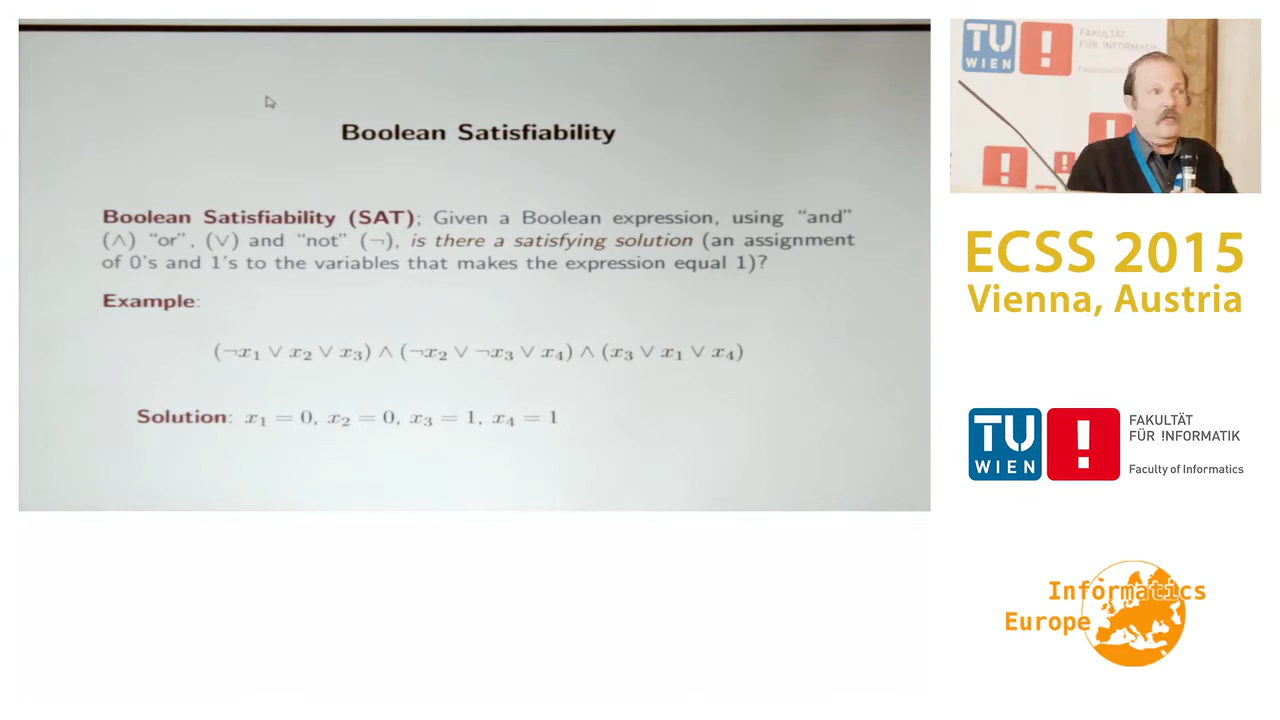 Boolean Satisfiability
Boolean Satisfiability (SAT); Given a Boolean expression, using “and”
(∧) “or”, (∨) and “not” (¬), is there a satisfying solution (an assignment
of 0's and 1's to the variables that makes the expression equal 1)?
Example:
(¬x₁ ∨ x₂ ∨ x₃) ∧ (¬x₂ ∨ ¬x₃ ∨ x₄) ∧ (x₃ ∨ x₁ ∨ x₄)
Solution: x₁ = 0, x₂ = 0, x₃ = 1, x₄ = 1
TU
WIEN
!
FAKULTÄT
FÜR !NFORMATIK
ECSS 2015
Vienna, Austria
TU
WIEN
!
FAKULTÄT
FÜR !NFORMATIK
Faculty of Informatics
Informatics
Europe